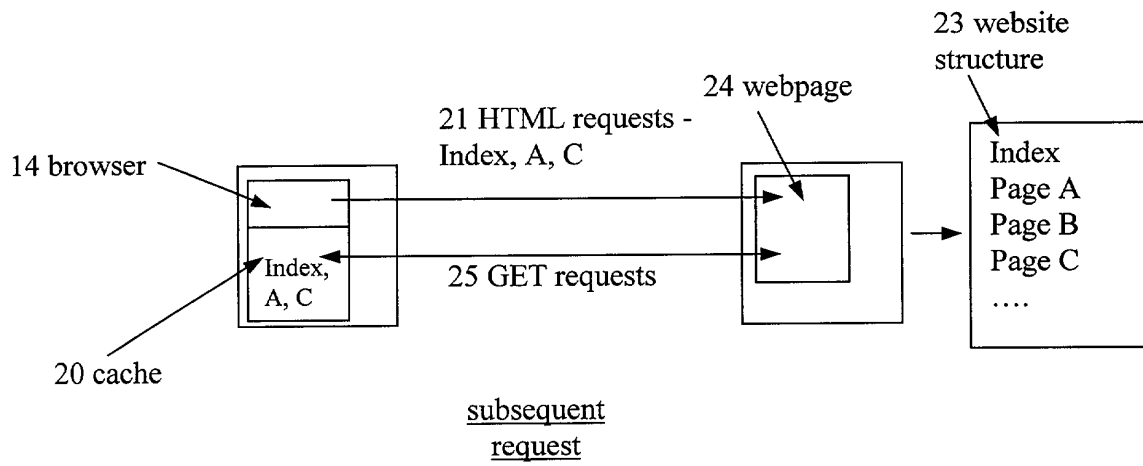 23 website
structure
24 webpage
21 HTML requests -
Index, A, C
14 browser
Index
Page A
Page B
Page C
....
25 GET requests
Index,
A, C
20 cache
subsequent
request